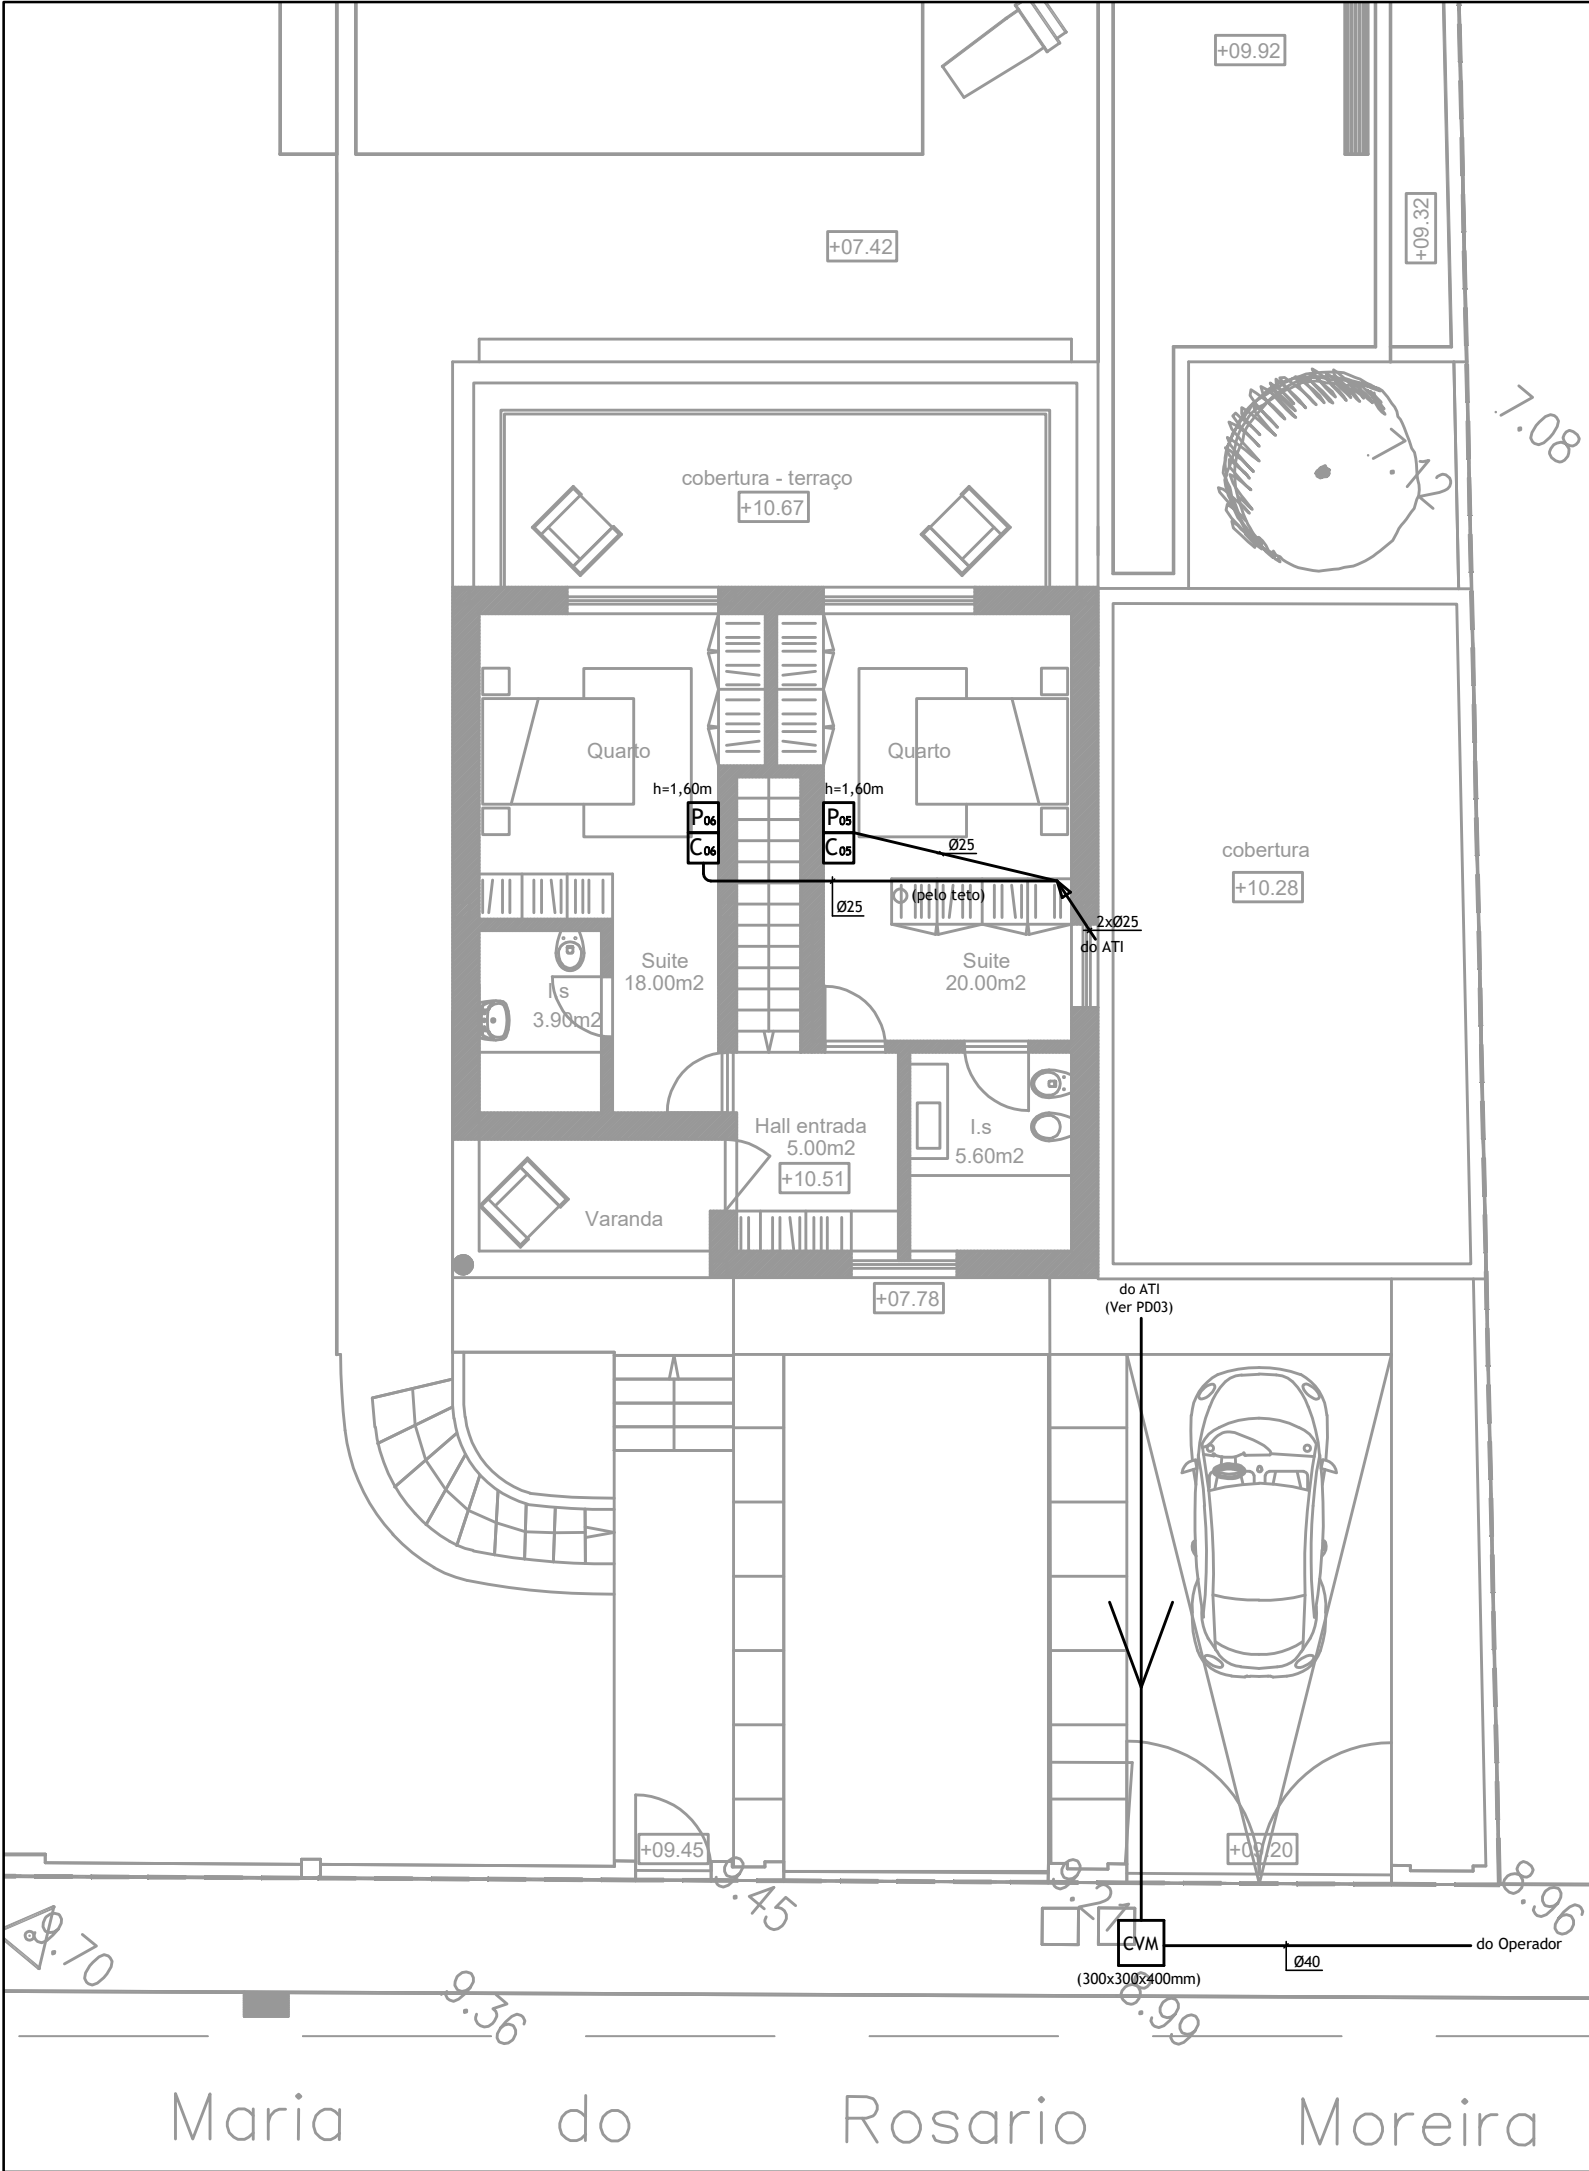 +09.92
+09.32
+07.42
7.08
7.12
cobertura - terraço
+10.67
Quarto
Quarto
h=1,60m
h=1,60m
P06
P05
C06
C05
Ø25
cobertura
+10.28
(pelo teto)
Ø25
2xØ25
do ATI
Suite
18.00m2
Suite
20.00m2
I.s
3.90m2
Hall entrada
5.00m2
+10.51
I.s
5.60m2
Varanda
+07.78
do ATI
(Ver PD03)
+09.45
+09.20
9.45
9.27
8.96
9.70
CVM
do Operador
Ø40
(300x300x400mm)
9.36
8.99
Maria do Rosario Moreira